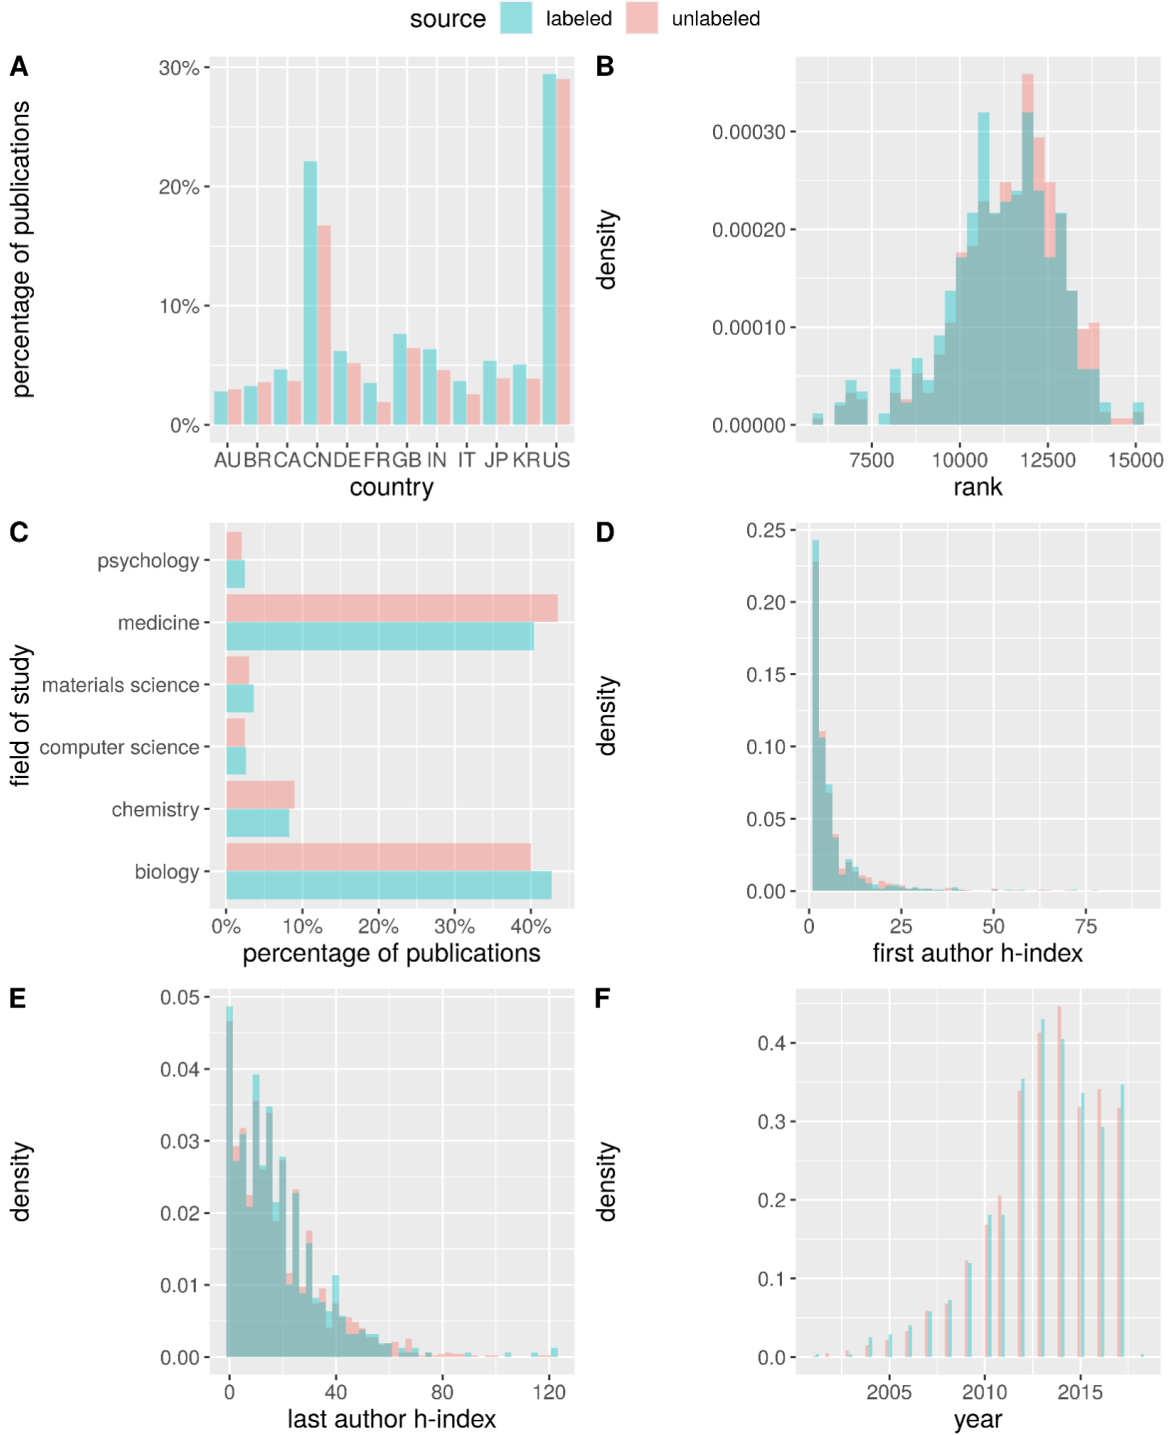 source labeled unlabeled
A
percentage of publications
30%
20%
10%
0%
AU BR CA CN DE FR GB IN IT JP KR US
country
B
density
0.00030
0.00020
0.00010
0.00000
7500 10000 12500 15000
rank
C
field of study
psychology
medicine
materials science
computer science
chemistry
biology
0% 10% 20% 30% 40%
percentage of publications
D
density
0.25
0.20
0.15
0.10
0.05
0.00
0 25 50 75
first author h-index
E
density
0.05
0.04
0.03
0.02
0.01
0.00
0 40 80 120
last author h-index
F
density
0.4
0.3
0.2
0.1
0.0
2005 2010 2015
year